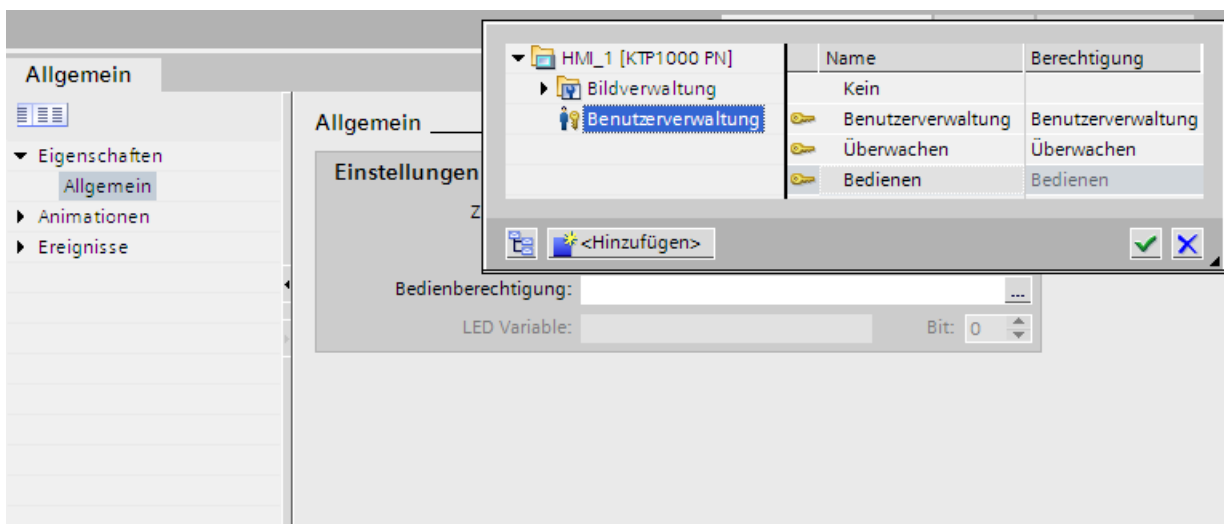 Allgemein
Eigenschaften
Allgemein
Animationen
Ereignisse
Allgemein
Einstellungen
Z
Bedienberechtigung:
...
LED Variable:
Bit: 0
HMI_1 [KTP1000 PN]
Bildverwaltung
Benutzerverwaltung
Name Berechtigung
Kein
Benutzerverwaltung Benutzerverwaltung
Überwachen Überwachen
Bedienen Bedienen
<Hinzufügen>